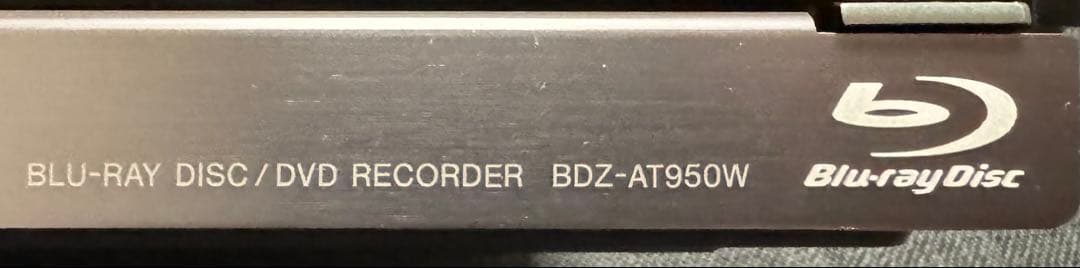 BLU-RAY DISC/DVD RECORDER BDZ-AT950W
Blu-ray Disc